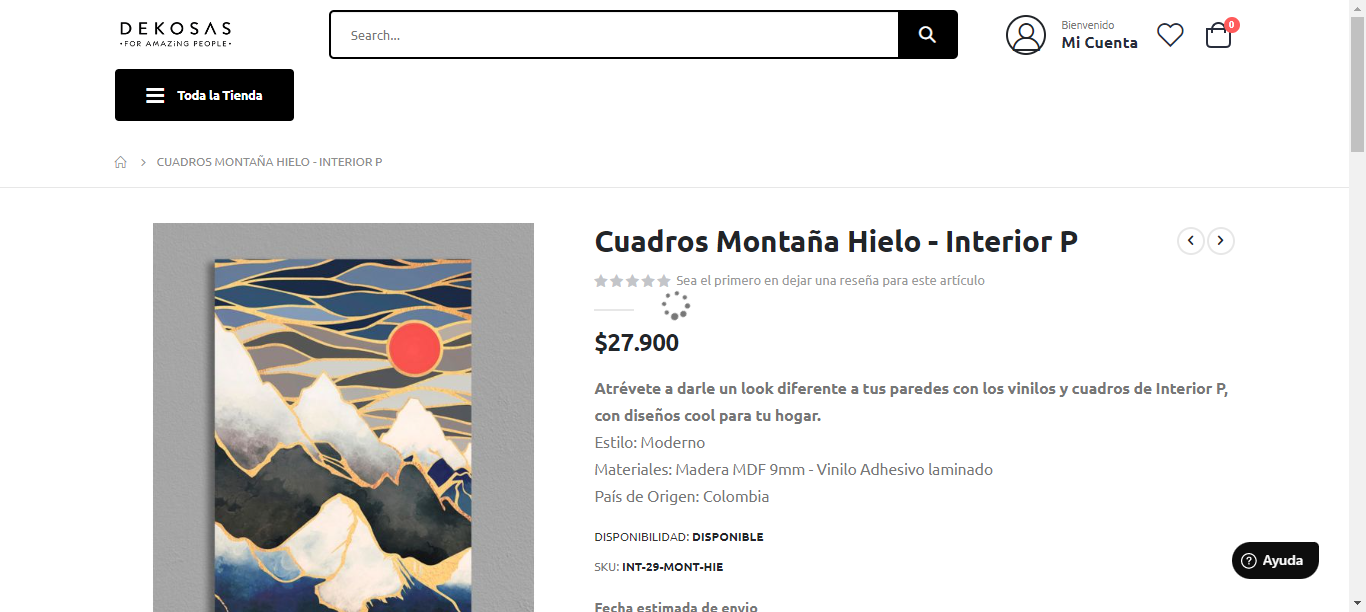 DEKOSAS
•FOR AMAZING PEOPLE•
Search...
Bienvenido
Mi Cuenta
0
Toda la Tienda
CUADROS MONTAÑA HIELO - INTERIOR P
Cuadros Montaña Hielo - Interior P
Sea el primero en dejar una reseña para este artículo
$27.900
Atrévete a darle un look diferente a tus paredes con los vinilos y cuadros de Interior P,
con diseños cool para tu hogar.
Estilo: Moderno
Materiales: Madera MDF 9mm - Vinilo Adhesivo laminado
País de Origen: Colombia
DISPONIBILIDAD: DISPONIBLE
SKU: INT-29-MONT-HIE
Ayuda
Fecha estimada de envio